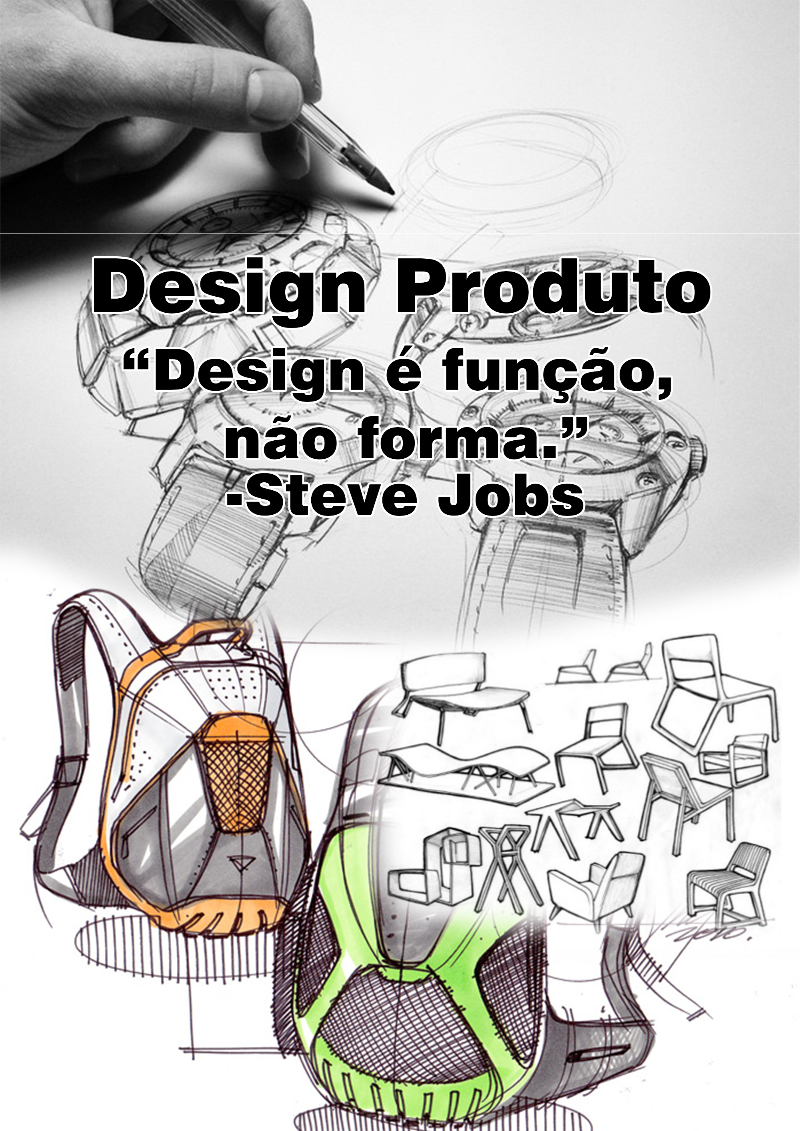 Design Produto
“Design é função,
não forma.”
-Steve Jobs